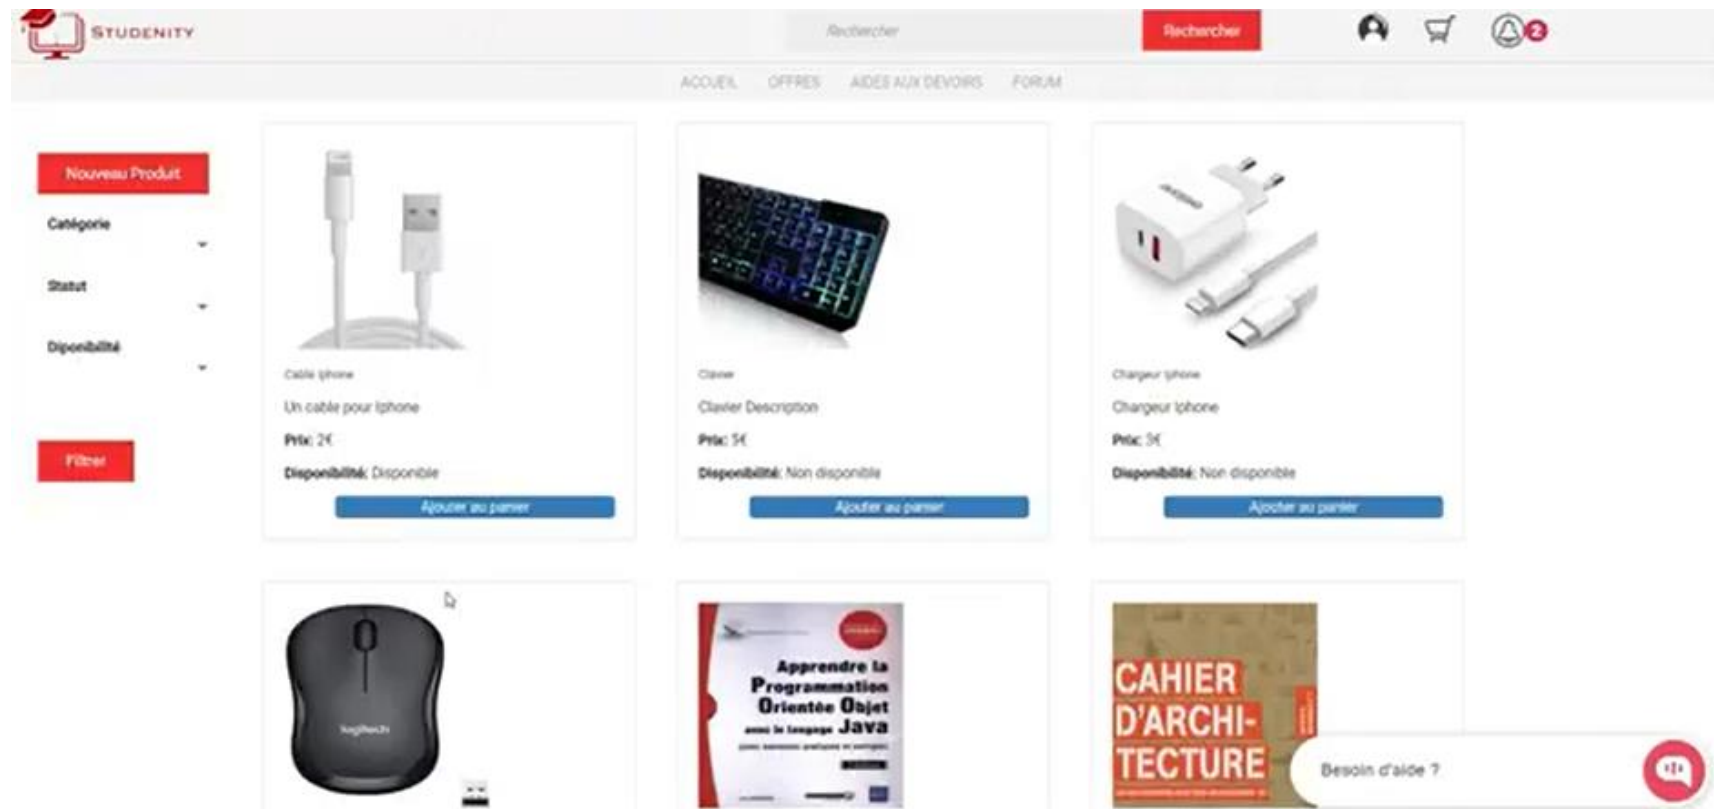 STUDENITY
Rechercher
Rechercher
2
ACCUEIL OFFRES AIDES AUX DEVOIRS FORUM
Nouveau Produit
Catégorie
Statut
Diponibilité
Filtrer
Cable Iphone
Un cable pour Iphone
Prix: 2€
Disponibilité: Disponible
Ajouter au panier
Clavier
Clavier Description
Prix: 5€
Disponibilité: Non disponible
Ajouter au panier
Chargeur Iphone
Chargeur Iphone
Prix: 3€
Disponibilité: Non disponible
Ajouter au panier
logitech
Apprendre la
Programmation
Orientée Objet
avec le langage Java
CAHIER
D'ARCHI-
TECTURE
Besoin d'aide ?